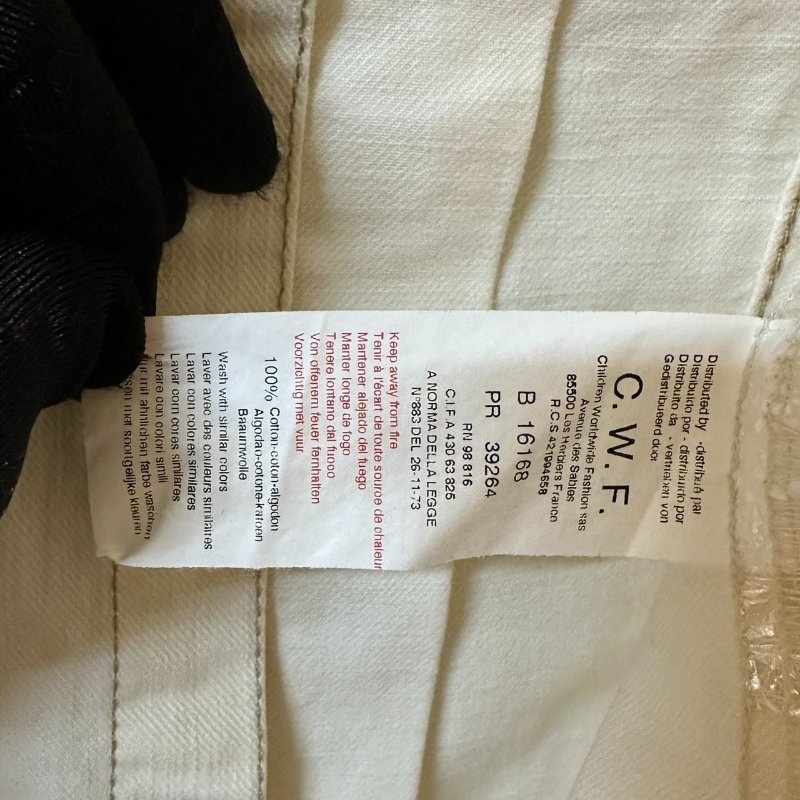 Distributed by - distribué par
Distribuito por - distribuido por
Distribuito da - vertrieben von
Gedistribueerd door
C. W. F.
Children Worldwide Fashion sas
Avenue des Sables
85500 Les Herbiers France
R.C.S 421994658
B 16168
PR 39264
RN 99 816
C.I.F.A 430 63 825
A NORMA DELLA LEGGE
N°883 DEL 26-11-73
Keep away from fire
Tenir à l'écart de toute source de chaleur
Mantener alejado del fuego
Manter longe de fogo
Tenere lontano dal fuoco
Von offenem feuer fernhalten
Voorzichtig met vuur
100% Cotton-coton-algodon
Algodão-cotone-katoen
Baumwolle
Wash with similar colors
Laver avec des couleurs similaires
Lavar con colores similares
Lavar com cores similares
Lavare con colori simili
mit ähnlichen farbe waschen
met soortgelijke kleuren